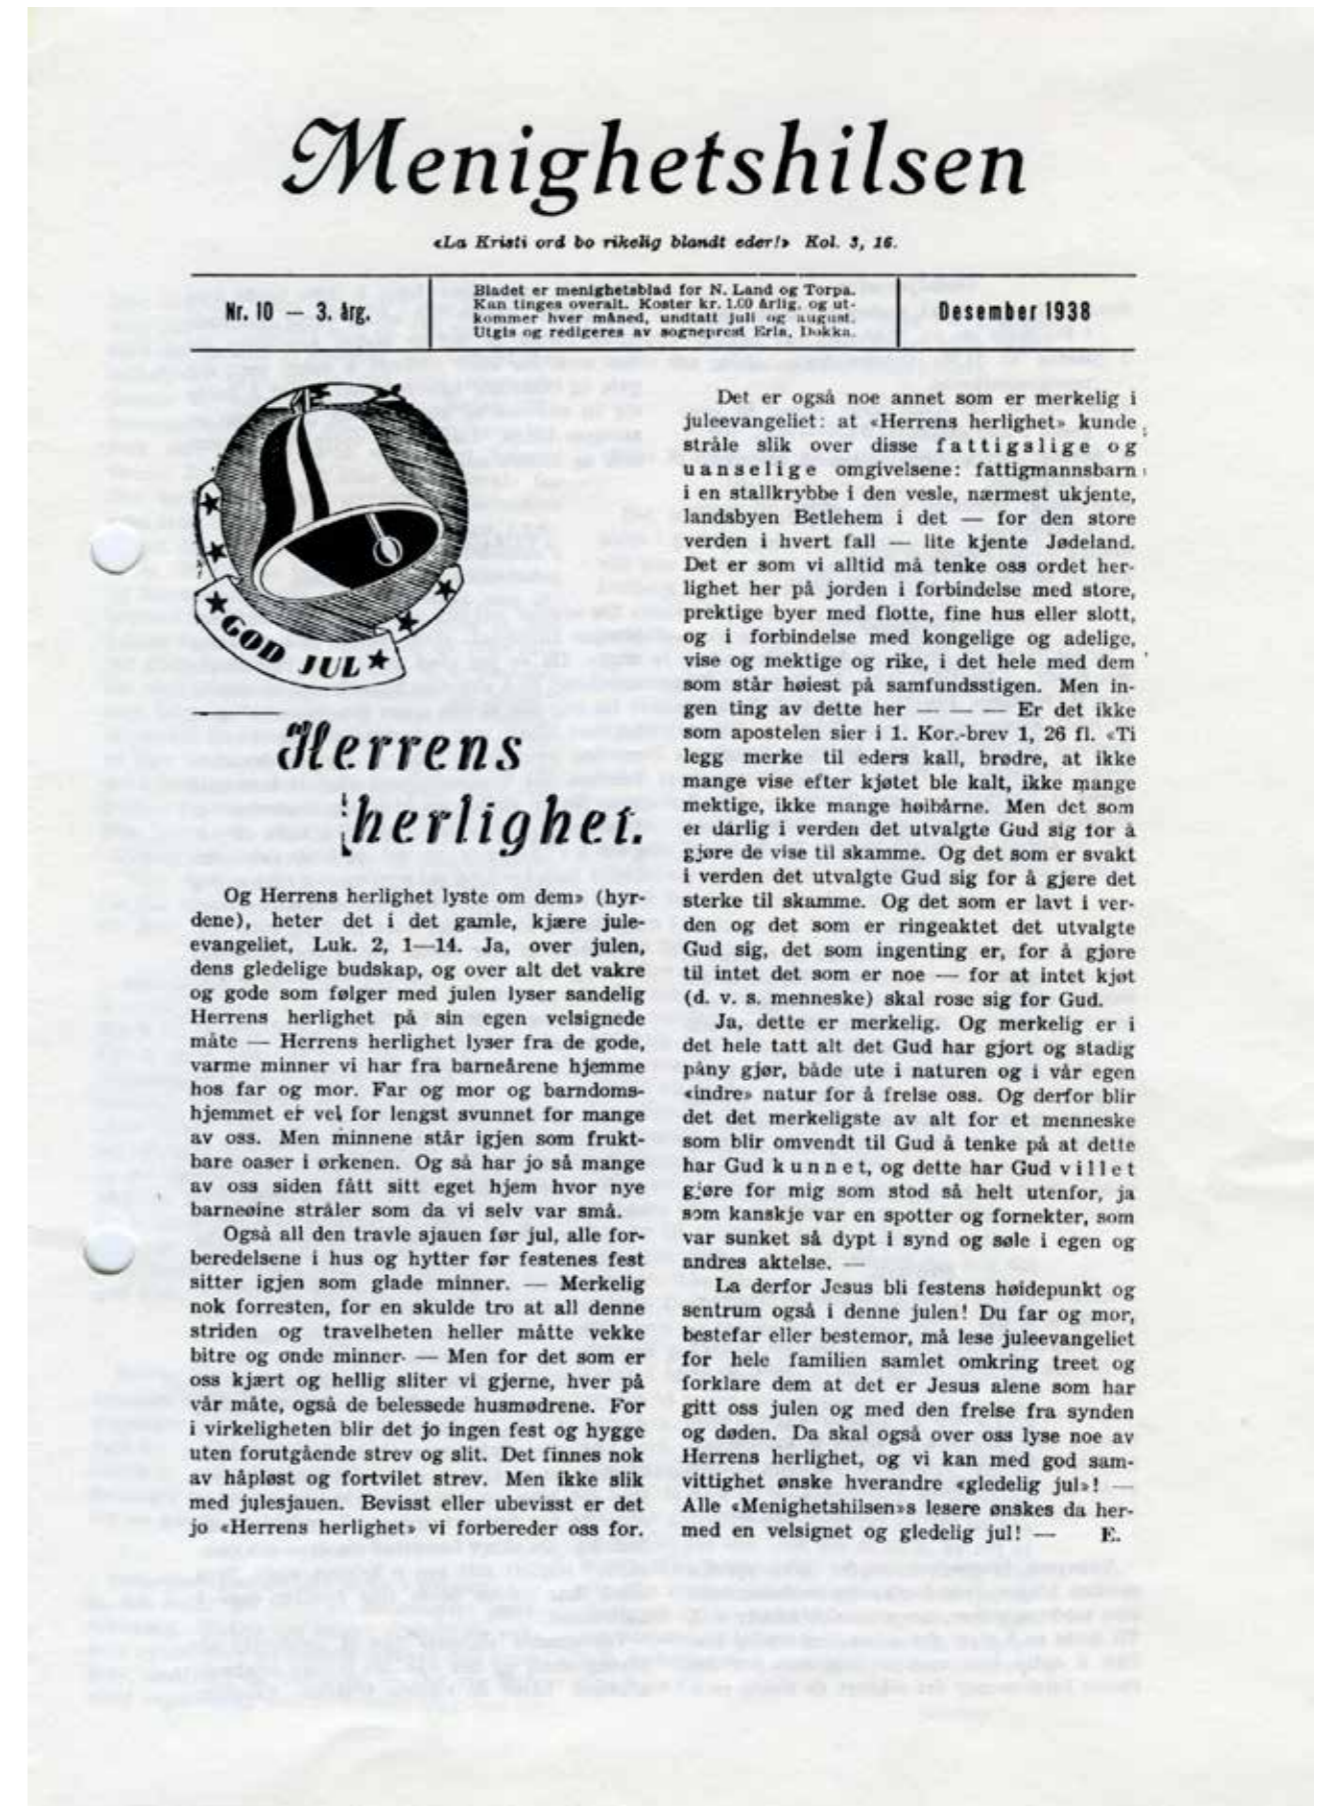 Menighetshilsen
«La Kristi ord bo rikelig blandt eder!» Kol. 3, 16.
Nr. 10 — 3. årg.
Bladet er menighetsblad for N. Land og Torpa.
Kan tinges overalt. Koster kr. 1.00 årlig, og ut-
kommer hver måned, undtatt juli og august.
Utgis og redigeres av sogneprest Erla, Dokka.
Desember 1938
GOD JUL
Herrens
herlighet.
Og Herrens herlighet lyste om dem» (hyr-
dene), heter det i det gamle, kjære jule-
evangeliet, Luk. 2, 1—14. Ja, over julen,
dens gledelige budskap, og over alt det vakre
og gode som følger med julen lyser sandelig
Herrens herlighet på sin egen velsignede
måte — Herrens herlighet lyser fra de gode,
varme minner vi har fra barneårene hjemme
hos far og mor. Far og mor og barndoms-
hjemmet er vel for lengst svunnet for mange
av oss. Men minnene står igjen som frukt-
bare oaser i ørkenen. Og så har jo så mange
av oss siden fått sitt eget hjem hvor nye
barneøine stråler som da vi selv var små.
Også all den travle sjauen før jul, alle for-
beredelsene i hus og hytter før festenes fest
sitter igjen som glade minner. — Merkelig
nok forresten, for en skulde tro at all denne
striden og travelheten heller måtte vekke
bitre og onde minner. — Men for det som er
oss kjært og hellig sliter vi gjerne, hver på
vår måte, også de belessede husmødrene. For
i virkeligheten blir det jo ingen fest og hygge
uten forutgående strev og slit. Det finnes nok
av håpløst og fortvilet strev. Men ikke slik
med julesjauen. Bevisst eller ubevisst er det
jo «Herrens herlighet» vi forbereder oss for.
Det er også noe annet som er merkelig i
juleevangeliet: at «Herrens herlighet» kunde
stråle slik over disse fattigslige og
uanselige omgivelsene: fattigmannsbarn
i en stallkrybbe i den vesle, nærmest ukjente,
landsbyen Betlehem i det — for den store
verden i hvert fall — lite kjente Jødeland.
Det er som vi alltid må tenke oss ordet her-
lighet her på jorden i forbindelse med store,
prektige byer med flotte, fine hus eller slott,
og i forbindelse med kongelige og adelige,
vise og mektige og rike, i det hele med dem
som står høiest på samfundsstigen. Men in-
gen ting av dette her — — — Er det ikke
som apostelen sier i 1. Kor.-brev 1, 26 fl. «Ti
legg merke til eders kall, brødre, at ikke
mange vise efter kjøtet ble kalt, ikke mange
mektige, ikke mange høibårne. Men det som
er dårlig i verden det utvalgte Gud sig for å
gjøre de vise til skamme. Og det som er svakt
i verden det utvalgte Gud sig for å gjøre det
sterke til skamme. Og det som er lavt i ver-
den og det som er ringeaktet det utvalgte
Gud sig, det som ingenting er, for å gjøre
til intet det som er noe — for at intet kjøt
(d. v. s. menneske) skal rose sig for Gud.
Ja, dette er merkelig. Og merkelig er i
det hele tatt alt det Gud har gjort og stadig
påny gjør, både ute i naturen og i vår egen
«indre» natur for å frelse oss. Og derfor blir
det det merkeligste av alt for et menneske
som blir omvendt til Gud å tenke på at dette
har Gud kunnet, og dette har Gud villet
gjøre for mig som stod så helt utenfor, ja
som kanskje var en spotter og fornekter, som
var sunket så dypt i synd og søle i egen og
andres aktelse. —
La derfor Jesus bli festens høidepunkt og
sentrum også i denne julen! Du far og mor,
bestefar eller bestemor, må lese juleevangeliet
for hele familien samlet omkring treet og
forklare dem at det er Jesus alene som har
gitt oss julen og med den frelse fra synden
og døden. Da skal også over oss lyse noe av
Herrens herlighet, og vi kan med god sam-
vittighet ønske hverandre «gledelig jul»! —
Alle «Menighetshilsen»s lesere ønskes da her-
med en velsignet og gledelig jul! — E.